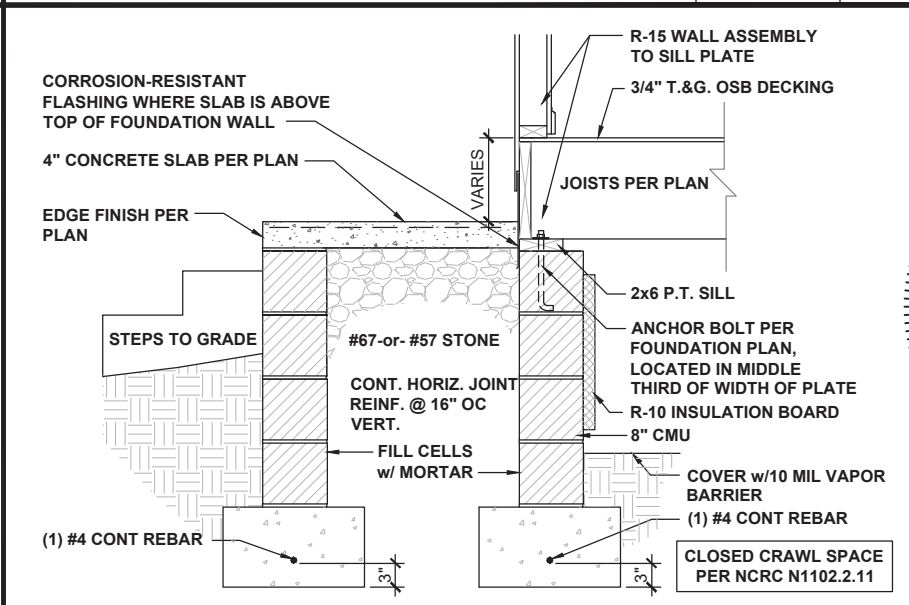 CORROSION-RESISTANT
FLASHING WHERE SLAB IS ABOVE
TOP OF FOUNDATION WALL
4" CONCRETE SLAB PER PLAN
EDGE FINISH PER
PLAN
STEPS TO GRADE
VARIES
R-15 WALL ASSEMBLY
TO SILL PLATE
3/4" T.&G. OSB DECKING
JOISTS PER PLAN
2x6 P.T. SILL
ANCHOR BOLT PER
FOUNDATION PLAN,
LOCATED IN MIDDLE
THIRD OF WIDTH OF PLATE
R-10 INSULATION BOARD
8" CMU
#67-or- #57 STONE
CONT. HORIZ. JOINT
REINF. @ 16" OC
VERT.
FILL CELLS
w/ MORTAR
COVER w/10 MIL VAPOR
BARRIER
(1) #4 CONT REBAR
3"
(1) #4 CONT REBAR
3"
CLOSED CRAWL SPACE
PER NCRC N1102.2.11